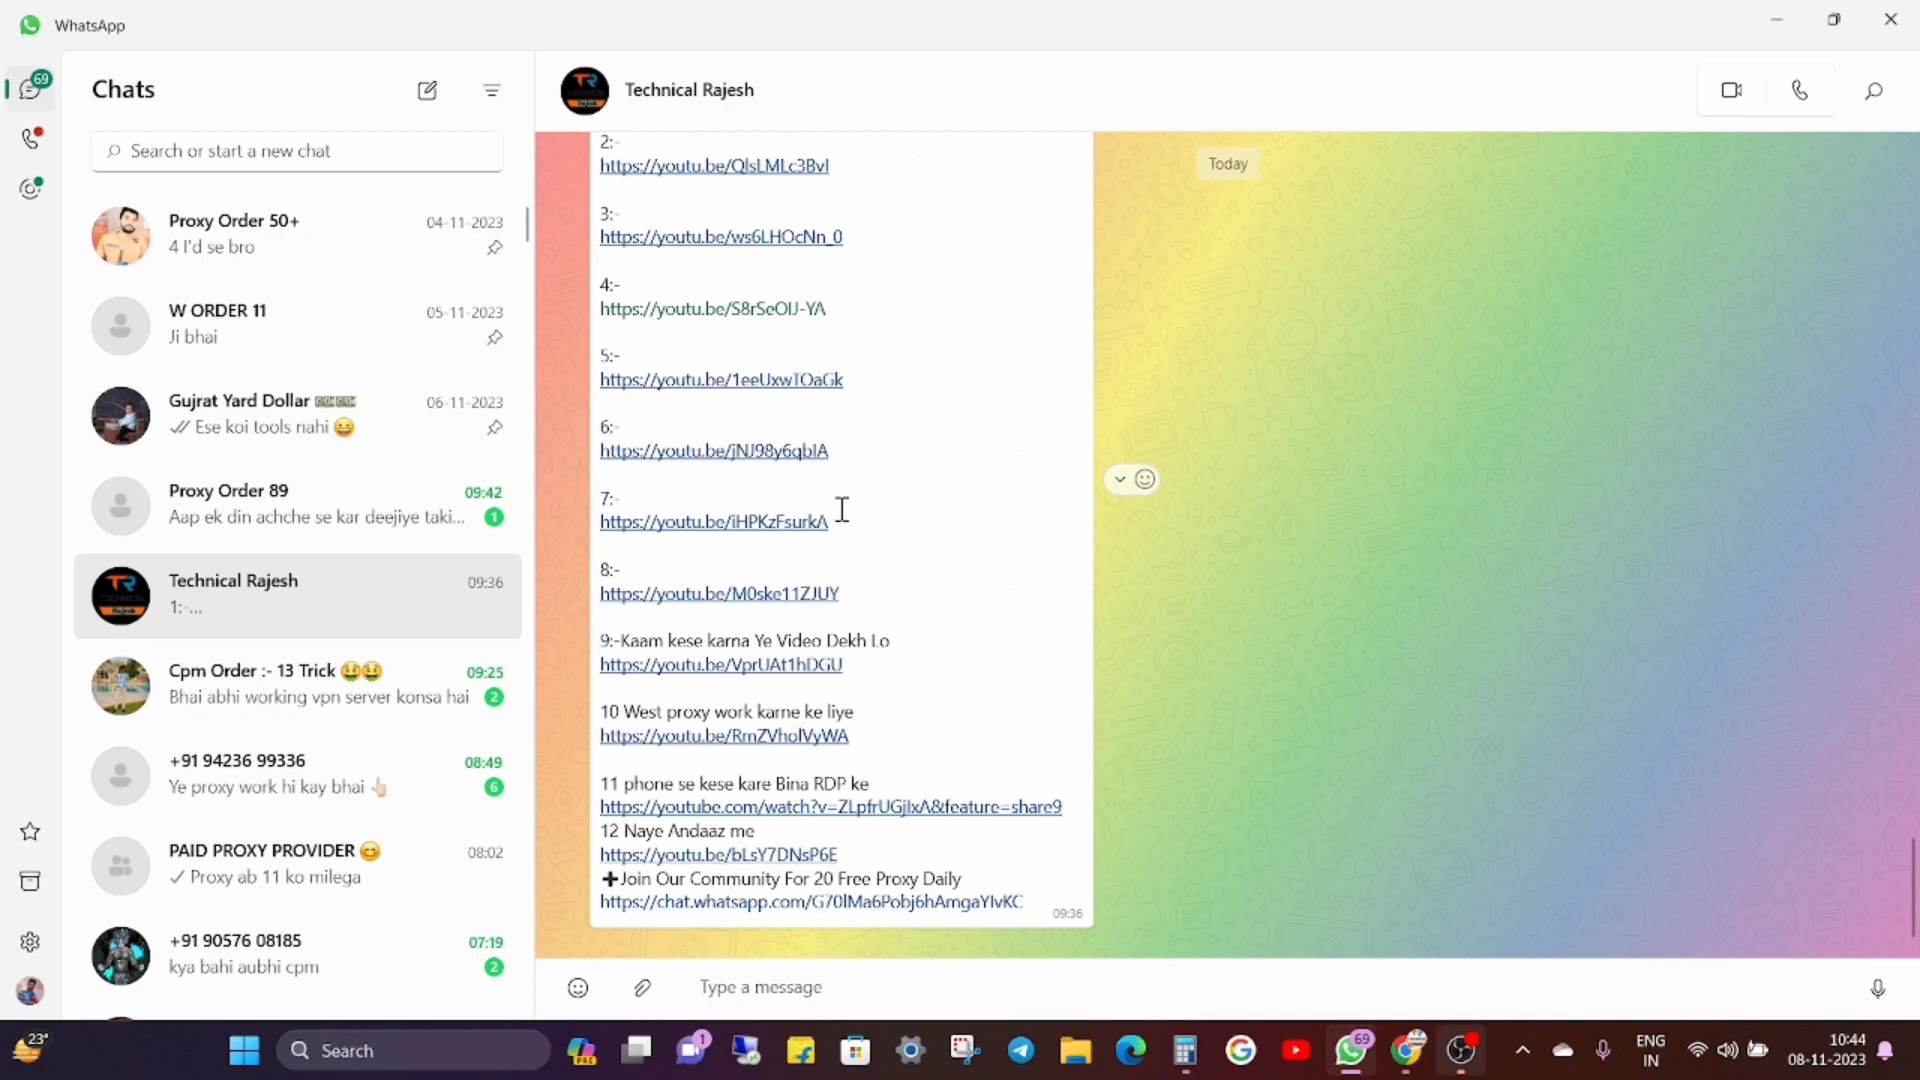 WhatsApp
69
Chats
Search or start a new chat
Proxy Order 50+
04-11-2023
4 I'd se bro
W ORDER 11
05-11-2023
Ji bhai
Gujrat Yard Dollar
06-11-2023
Ese koi tools nahi 😂
Proxy Order 89
09:42
Aap ek din achche se kar deejiye taki...
1
Technical Rajesh
09:36
1:-...
Cpm Order :- 13 Trick 🤑🤑
09:25
Bhai abhi working vpn server konsa hai
2
+91 94236 99336
08:49
Ye proxy work hi kay bhai 👆🏻
6
PAID PROXY PROVIDER 😊
08:02
Proxy ab 11 ko milega
+91 90576 08185
07:19
kya bahi aubhi cpm
2
TR
Technical Rajesh
Today
2:-
https://youtu.be/QlsLMLc3BvI
3:-
https://youtu.be/ws6LHOcNn_0
4:-
https://youtu.be/S8rSeOlJ-YA
5:-
https://youtu.be/1eeUxwTOaGk
6:-
https://youtu.be/jNJ98y6qbIA
7:-
https://youtu.be/iHPKzFsurkA
8:-
https://youtu.be/M0ske11ZJUY
9:-Kaam kese karna Ye Video Dekh Lo
https://youtu.be/VprUAt1hDGU
10 West proxy work karne ke liye
https://youtu.be/RmZVholVyWA
11 phone se kese kare Bina RDP ke
https://youtube.com/watch?v=ZLpfrUGjlxA&feature=share9
12 Naye Andaaz me
https://youtu.be/bLsY7DNsP6E
➕Join Our Community For 20 Free Proxy Daily
https://chat.whatsapp.com/G70lMa6Pobj6hAmgaYIvKC
09:36
Type a message
23°
Search
PRE
1
69
ENG
IN
10:44
08-11-2023